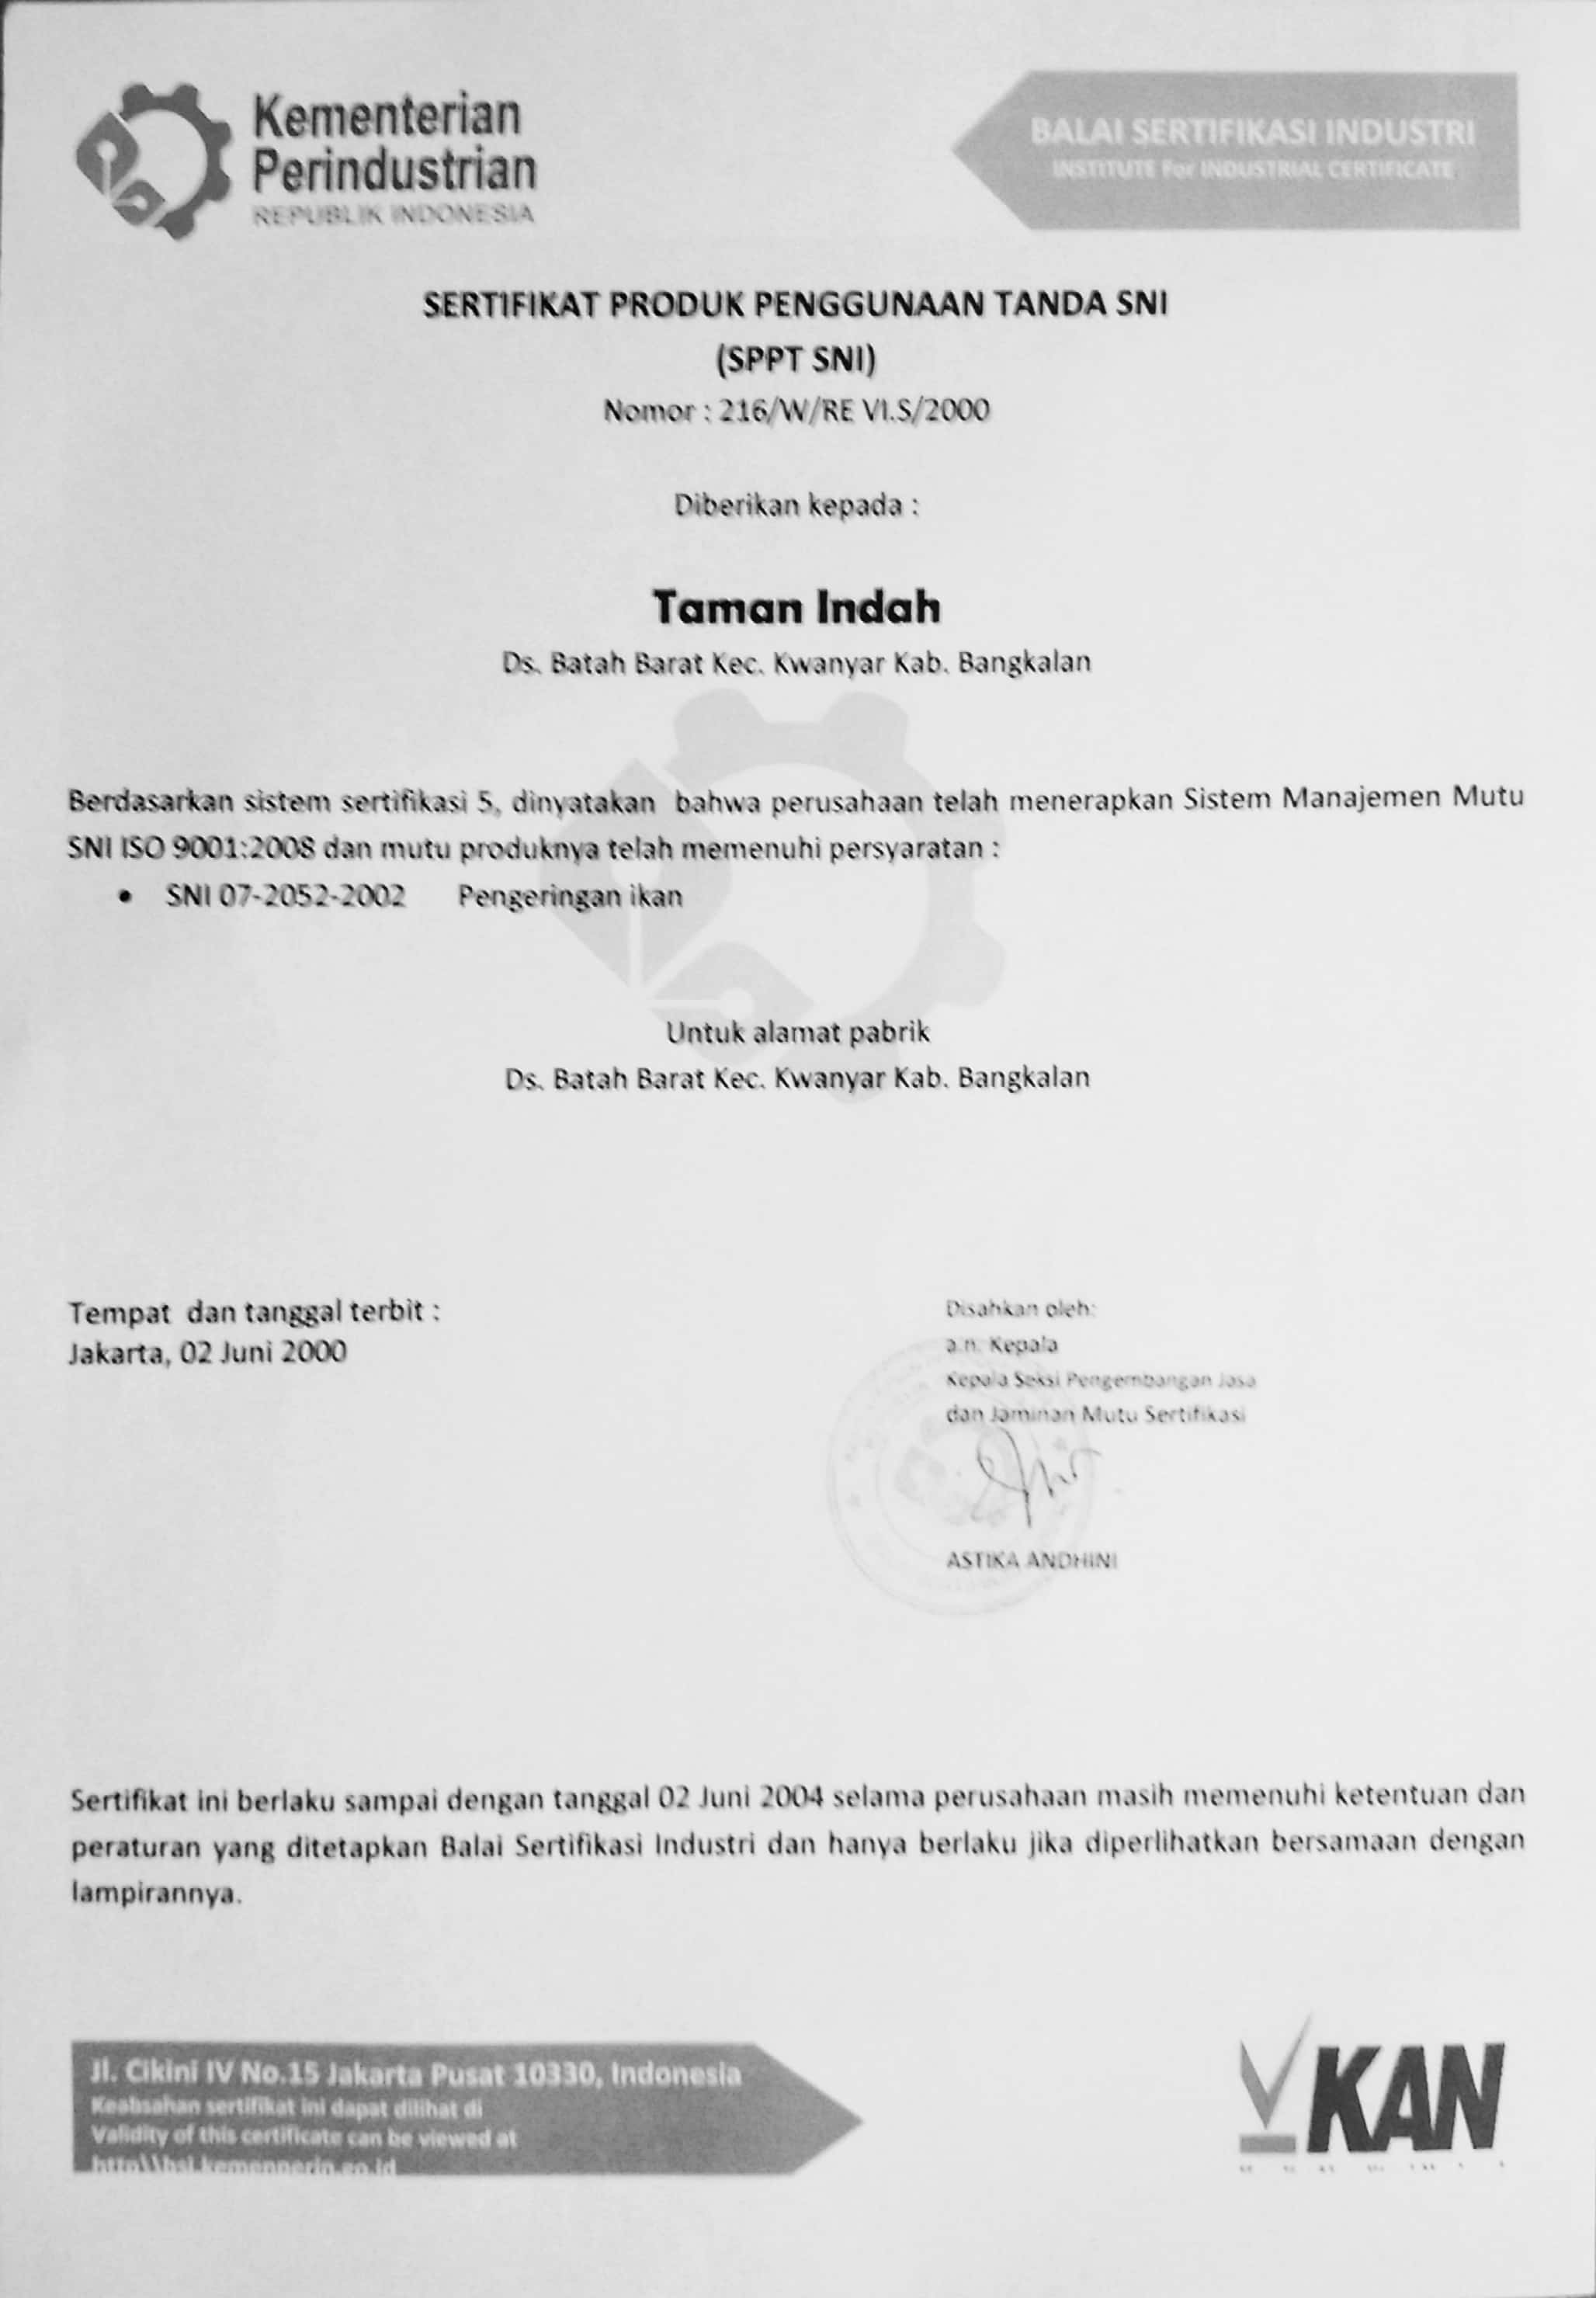 Kementerian
Perindustrian
REPUBLIK INDONESIA
BALAI SERTIFIKASI INDUSTRI
INSTITUTE For INDUSTRIAL CERTIFICATE
SERTIFIKAT PRODUK PENGGUNAAN TANDA SNI
(SPPT SNI)
Nomor : 216/W/RE VI.S/2000
Diberikan kepada :
Taman Indah
Ds. Batah Barat Kec. Kwanyar Kab. Bangkalan
Berdasarkan sistem sertifikasi 5, dinyatakan bahwa perusahaan telah menerapkan Sistem Manajemen Mutu
SNI ISO 9001:2008 dan mutu produknya telah memenuhi persyaratan :
• SNI 07-2052-2002 Pengeringan ikan
Untuk alamat pabrik
Ds. Batah Barat Kec. Kwanyar Kab. Bangkalan
Tempat dan tanggal terbit :
Jakarta, 02 Juni 2000
Disahkan oleh:
a.n. Kepala
Kepala Seksi Pengembangan Jasa
dan Jaminan Mutu Sertifikasi
ASTIKA ANDHINI
Sertifikat ini berlaku sampai dengan tanggal 02 Juni 2004 selama perusahaan masih memenuhi ketentuan dan
peraturan yang ditetapkan Balai Sertifikasi Industri dan hanya berlaku jika diperlihatkan bersamaan dengan
lampirannya.
Jl. Cikini IV No.15 Jakarta Pusat 10330, Indonesia
Keabsahan sertifikat ini dapat dilihat di
Validity of this certificate can be viewed at
http\\bsi.kemenperin.go.id
KAN